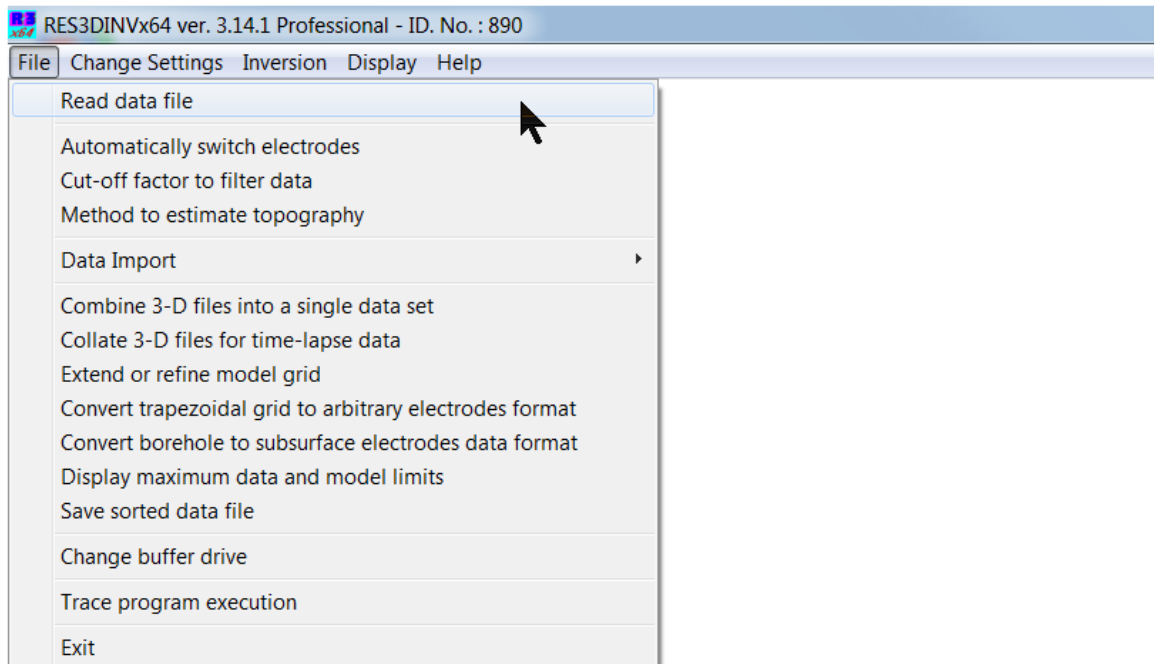 R3
x64
RES3DINVx64 ver. 3.14.1 Professional - ID. No. : 890
File Change Settings Inversion Display Help
Read data file
Automatically switch electrodes
Cut-off factor to filter data
Method to estimate topography
Data Import
Combine 3-D files into a single data set
Collate 3-D files for time-lapse data
Extend or refine model grid
Convert trapezoidal grid to arbitrary electrodes format
Convert borehole to subsurface electrodes data format
Display maximum data and model limits
Save sorted data file
Change buffer drive
Trace program execution
Exit